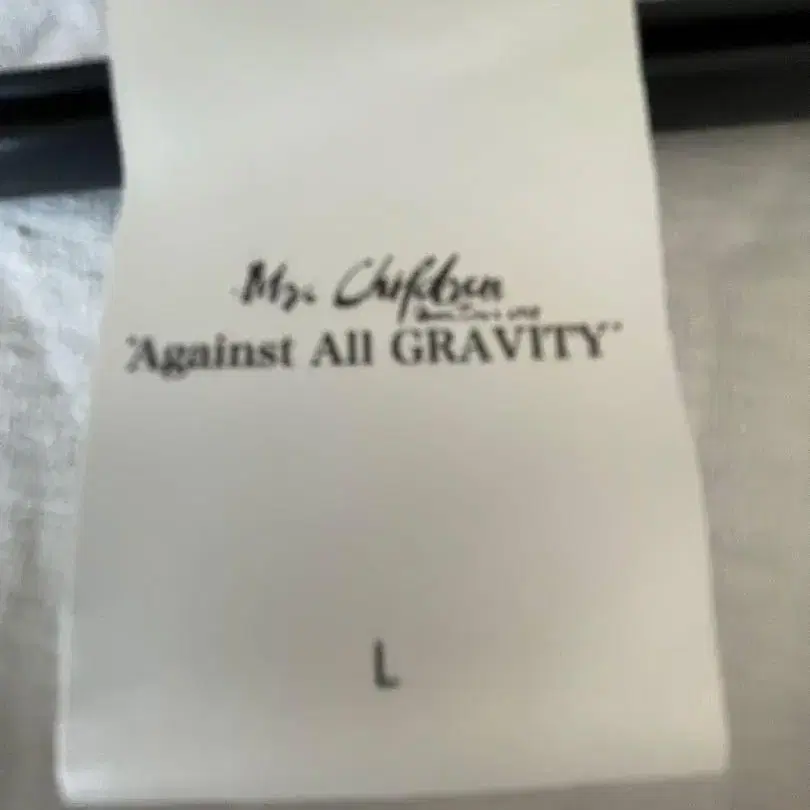 Mr. Children
"Against All GRAVITY"
L